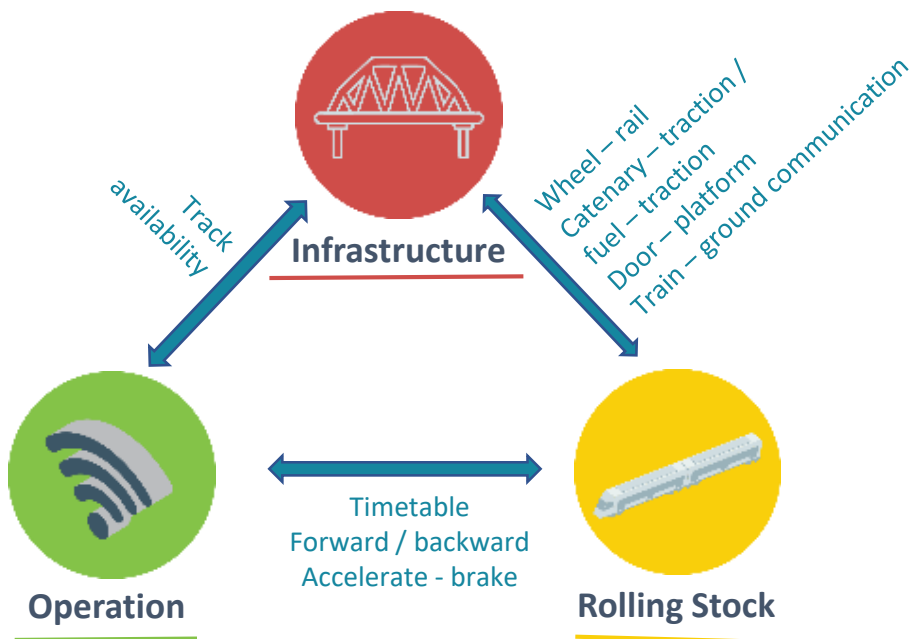 Wheel – rail
Catenary – traction /
fuel – traction
Door – platform
Train – ground communication
Track
availability
Infrastructure
Timetable
Forward / backward
Accelerate - brake
Operation
Rolling Stock